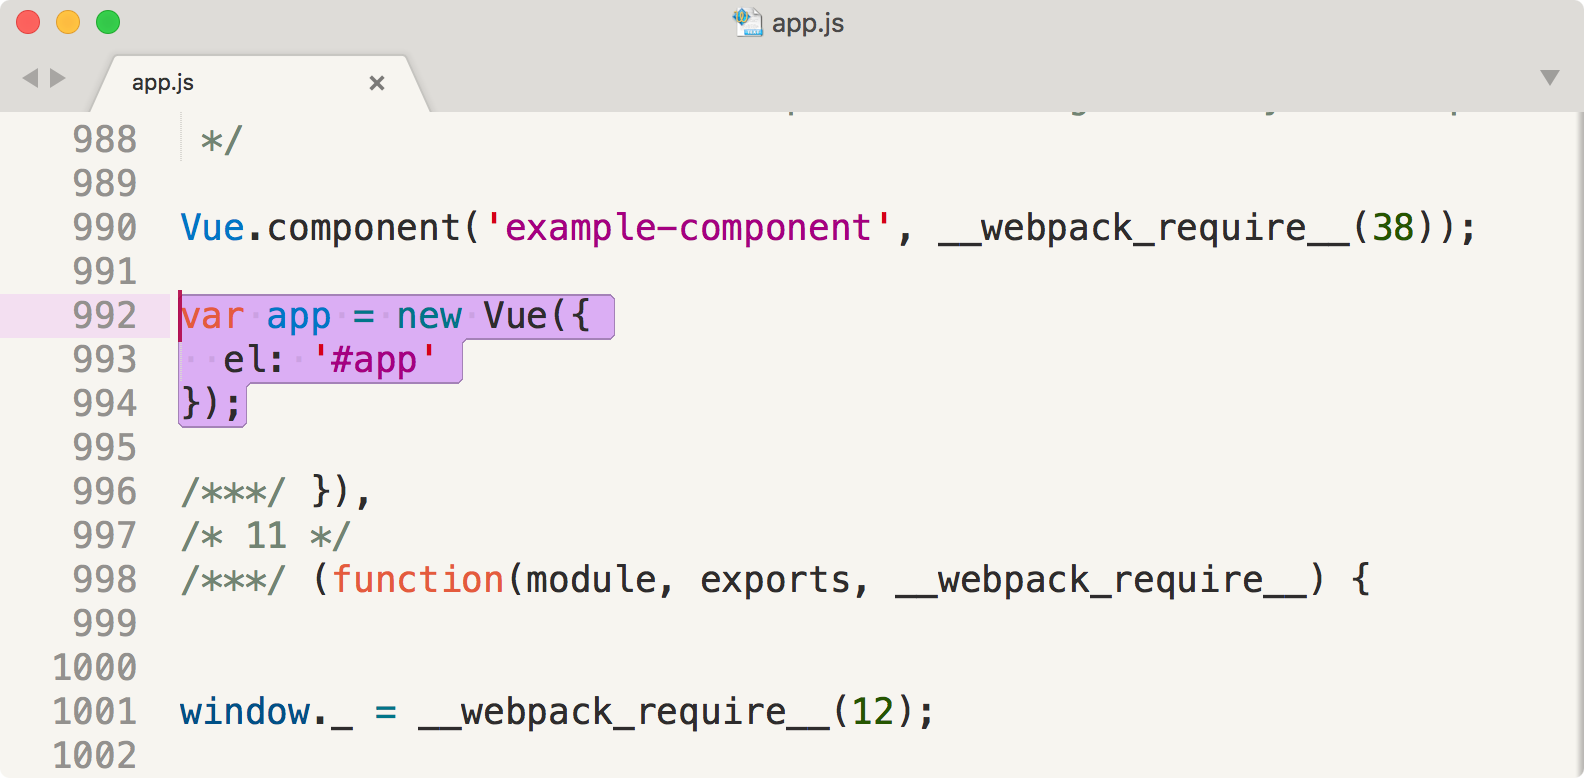 app.js
app.js
988 */
989
990 Vue.component('example-component', __webpack_require__(38));
991
992 var app = new Vue({
993   el: '#app'
994 });
995
996 /***/ }),
997 /* 11 */
998 /***/ (function(module, exports, __webpack_require__) {
999
1000
1001 window._ = __webpack_require__(12);
1002